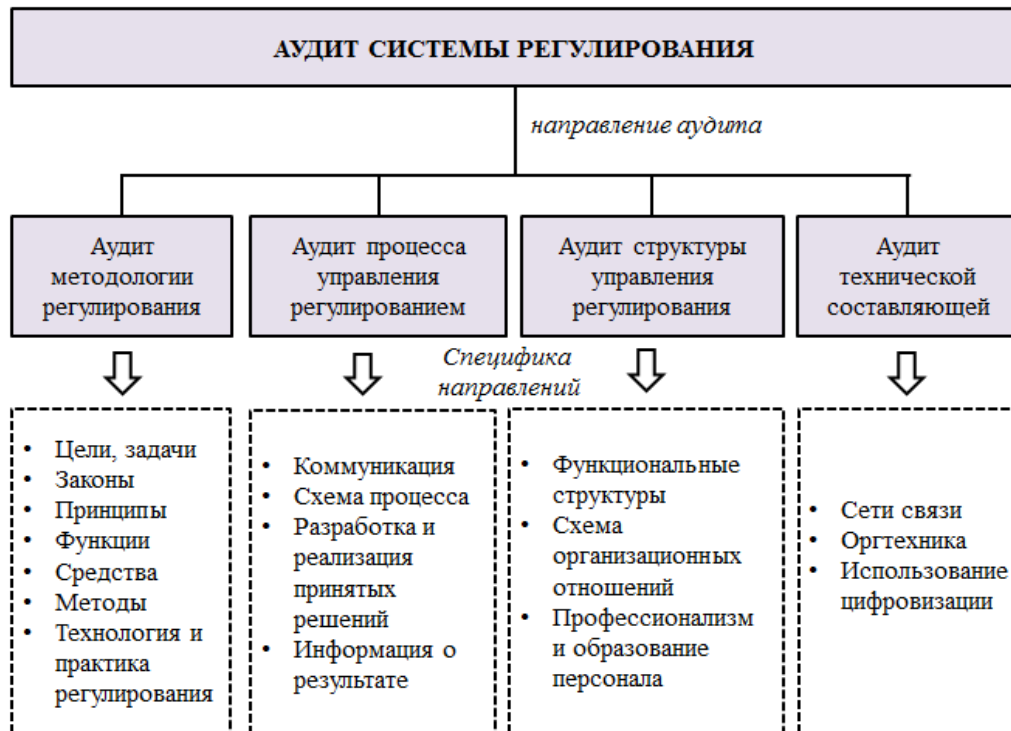 АУДИТ СИСТЕМЫ РЕГУЛИРОВАНИЯ
направление аудита
Аудит
методологии
регулирования
Аудит процесса
управления
регулированием
Аудит структуры
управления
регулирования
Аудит
технической
составляющей
Специфика
направлений
• Цели, задачи
• Законы
• Принципы
• Функции
• Средства
• Методы
• Технология и
практика
регулирования
• Коммуникация
• Схема процесса
• Разработка и
реализация
принятых
решений
• Информация о
результате
• Функциональные
структуры
• Схема
организационных
отношений
• Профессионализм
и образование
персонала
• Сети связи
• Оргтехника
• Использование
цифровизации